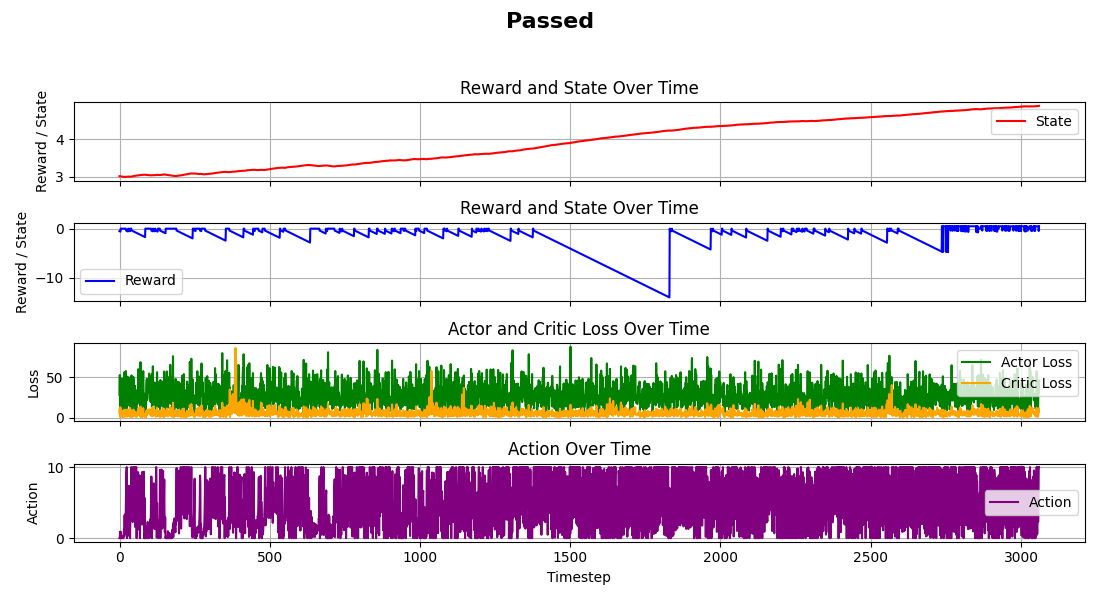 Passed
Reward and State Over Time
Reward / State
4
3
State
Reward and State Over Time
Reward / State
0
−10
Reward
Actor and Critic Loss Over Time
Loss
50
0
Actor Loss
Critic Loss
Action Over Time
Action
10
0
Action
0 500 1000 1500 2000 2500 3000
Timestep